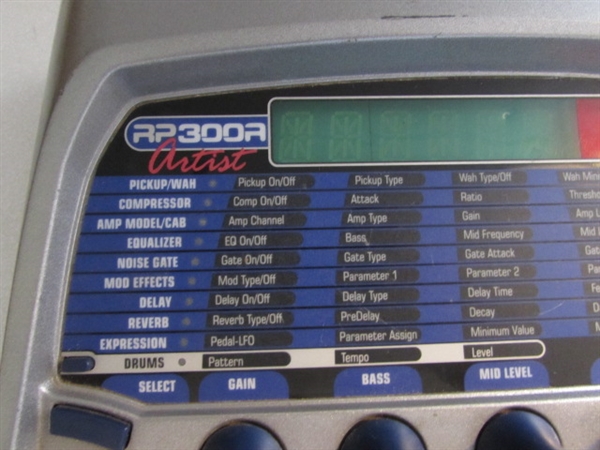 RP300A
Artist
PICKUP/WAH Pickup On/Off Pickup Type Wah Type/Off Wah
COMPRESSOR Comp On/Off Attack Ratio
AMP MODEL/CAB Amp Channel Amp Type Gain Amp
EQUALIZER EQ On/Off Bass Mid Frequency Mid
NOISE GATE Gate On/Off Gate Type Gate Attack
MOD EFFECTS Mod Type/Off Parameter 1 Parameter 2
DELAY Delay On/Off Delay Type Delay Time
REVERB Reverb Type/Off PreDelay Decay
EXPRESSION Pedal-LFO Parameter Assign Minimum Value
DRUMS Pattern Tempo Level
SELECT GAIN BASS MID LEVEL